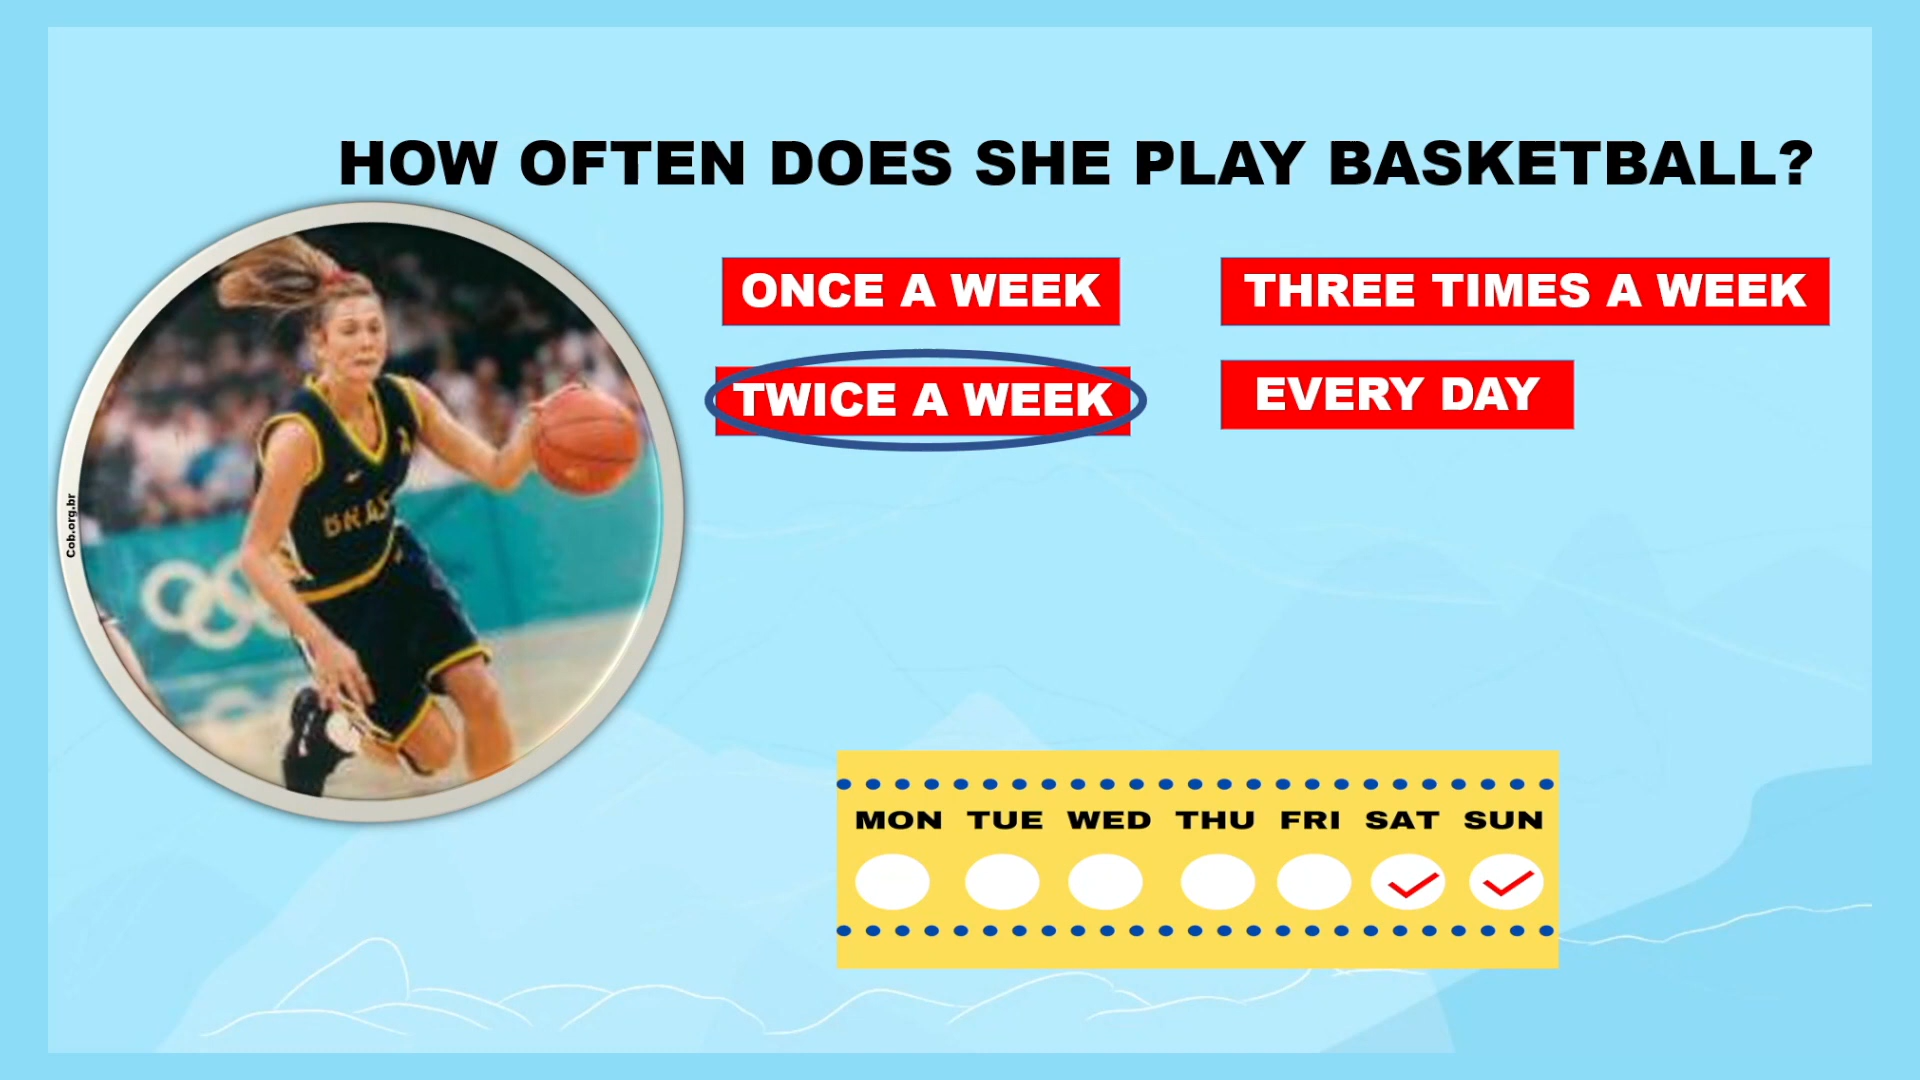 HOW OFTEN DOES SHE PLAY BASKETBALL?
ONCE A WEEK
THREE TIMES A WEEK
TWICE A WEEK
EVERY DAY
BRAS
Cob.org.br
MON TUE WED THU FRI SAT SUN